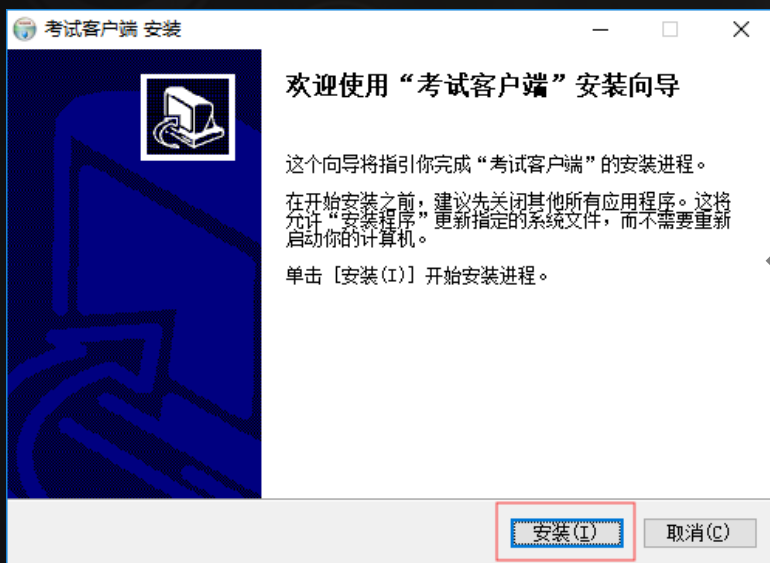 考试客户端 安装
欢迎使用“考试客户端”安装向导
这个向导将指引你完成“考试客户端”的安装进程。
在开始安装之前，建议先关闭其他所有应用程序。这将
允许“安装程序”更新指定的系统文件，而不需要重新
启动你的计算机。
单击 [安装(I)] 开始安装进程。
安装(I)
取消(C)